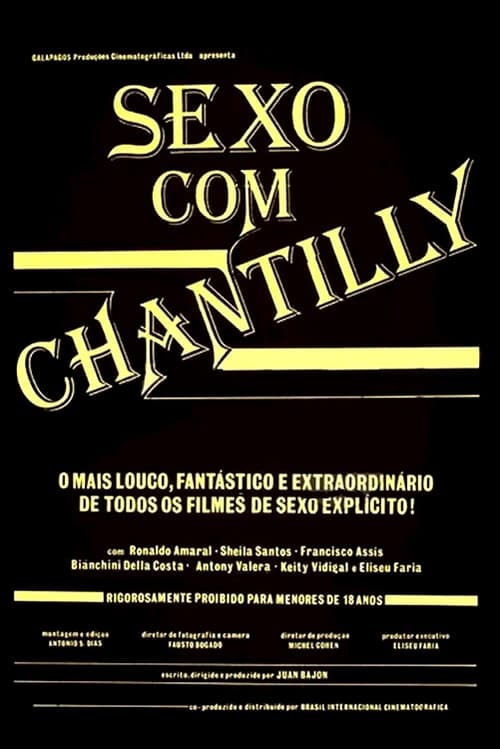 GALAPAGOS Produções Cinematográficas Ltda apresenta
SEXO
COM
CHANTILLY
O MAIS LOUCO, FANTÁSTICO E EXTRAORDINÁRIO
DE TODOS OS FILMES DE SEXO EXPLÍCITO!
com Ronaldo Amaral · Sheila Santos · Francisco Assis
Bianchini Della Costa · Antony Valera · Keity Vidigal e Eliseu Faria
RIGOROSAMENTE PROIBIDO PARA MENORES DE 18 ANOS
montagem e edição diretor de fotografia e camera diretor de produção produtor executivo
ANTONIO S. DIAS FAUSTO BOGADO MICHEL COHEN ELISEU FARIA
escrito, dirigido e produzido por JUAN BAJON
co-produzido e distribuido por BRASIL INTERNACIONAL CINEMATOGRÁFICA